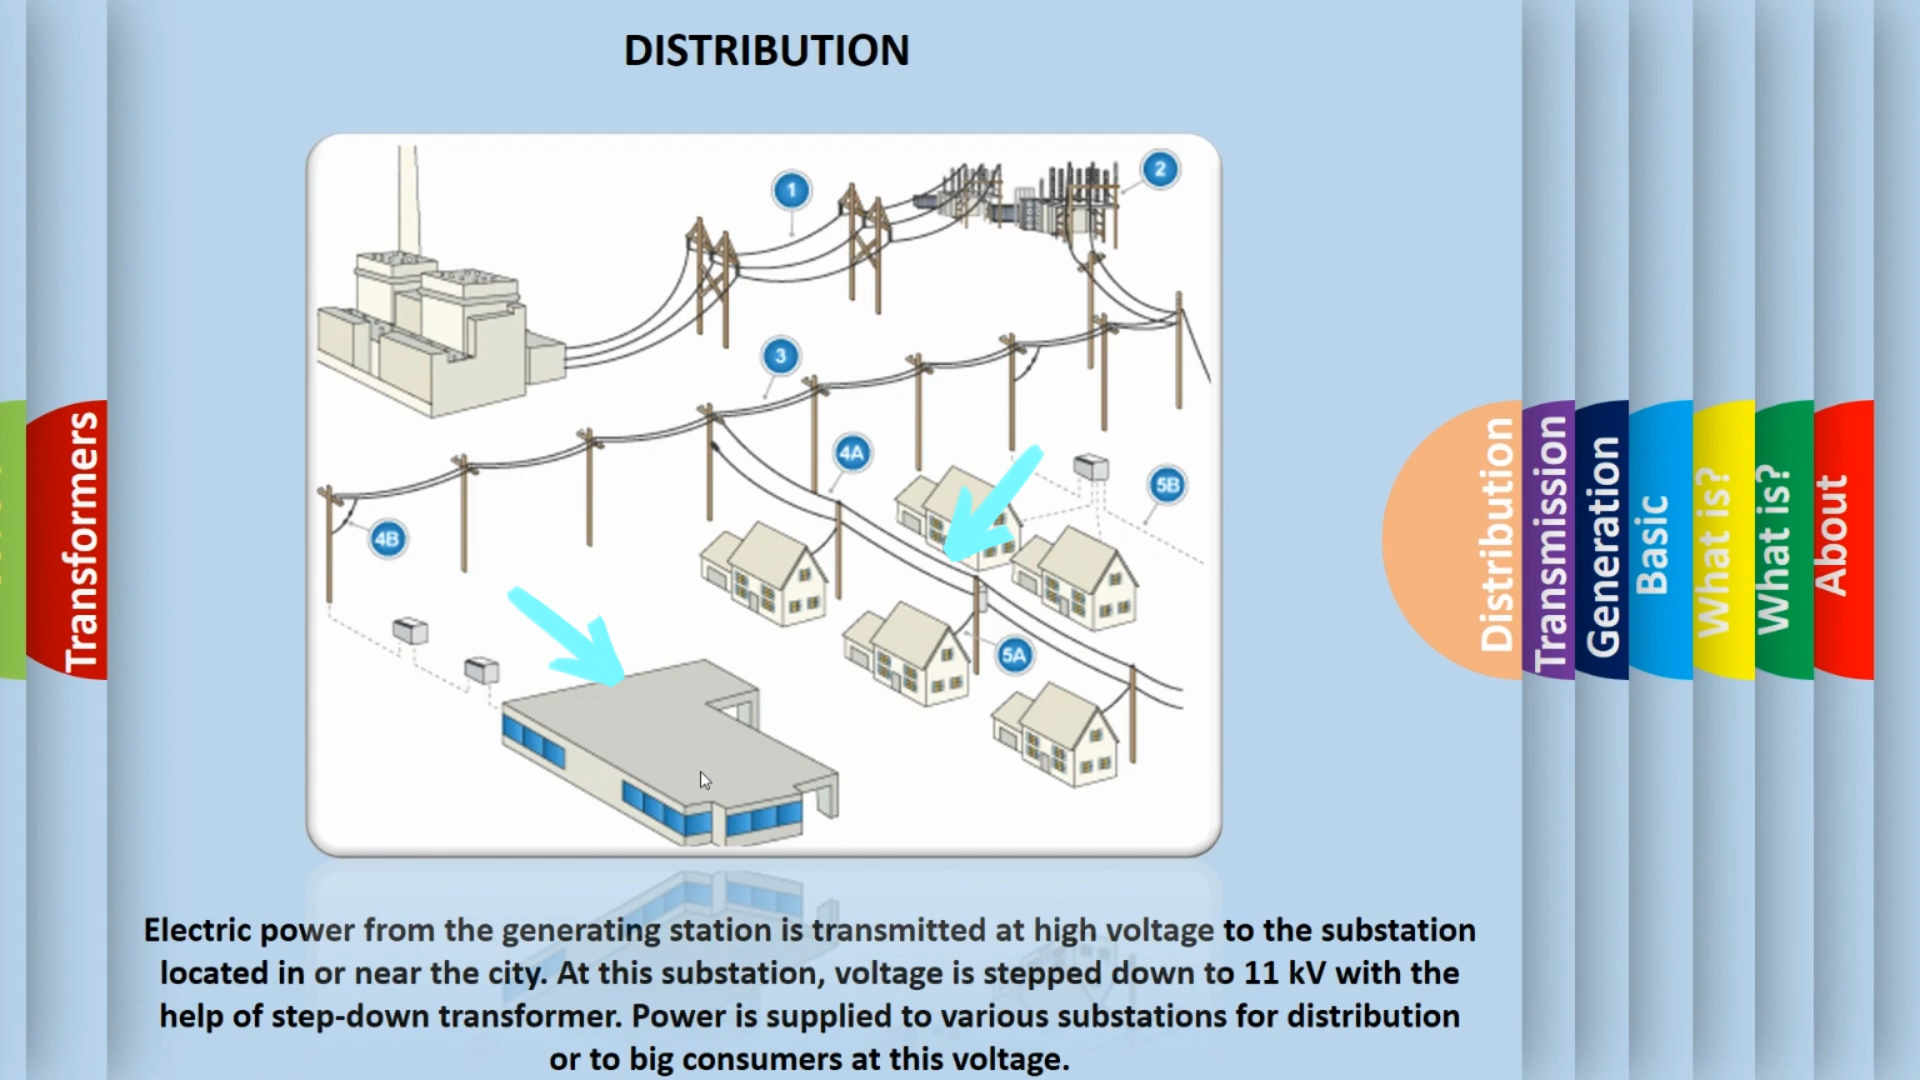 DISTRIBUTION
1
2
3
4A
4B
5B
5A
Electric power from the generating station is transmitted at high voltage to the substation
located in or near the city. At this substation, voltage is stepped down to 11 kV with the
help of step-down transformer. Power is supplied to various substations for distribution
or to big consumers at this voltage.
Transformers
Distribution
Transmission
Generation
Basic
What is?
What is?
About